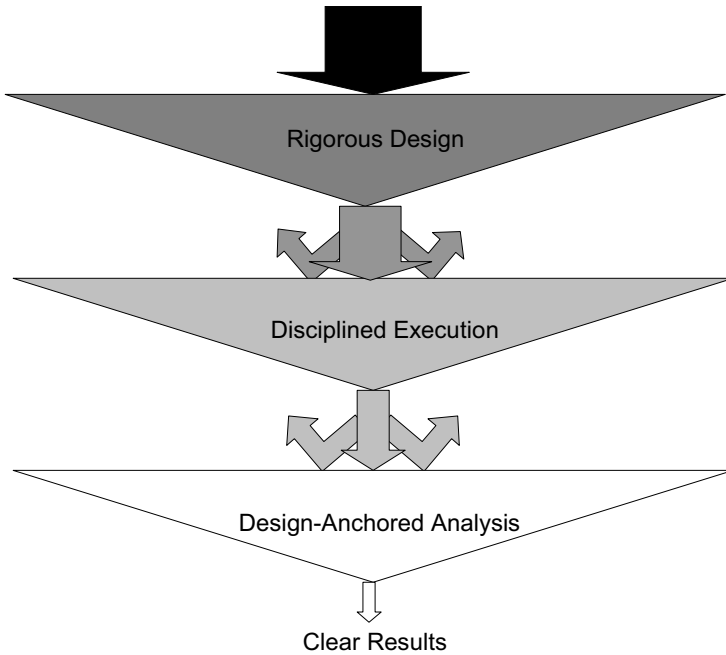 Rigorous Design
Disciplined Execution
Design-Anchored Analysis
Clear Results